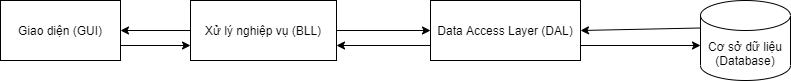 Giao diện (GUI)
Xử lý nghiệp vụ (BLL)
Data Access Layer (DAL)
Cơ sở dữ liệu
(Database)